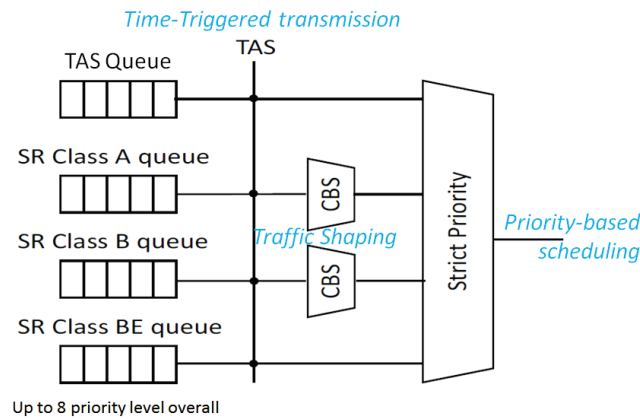 Time-Triggered transmission
TAS
TAS Queue
SR Class A queue
CBS
Traffic Shaping
SR Class B queue
CBS
Strict Priority
Priority-based
scheduling
SR Class BE queue
Up to 8 priority level overall